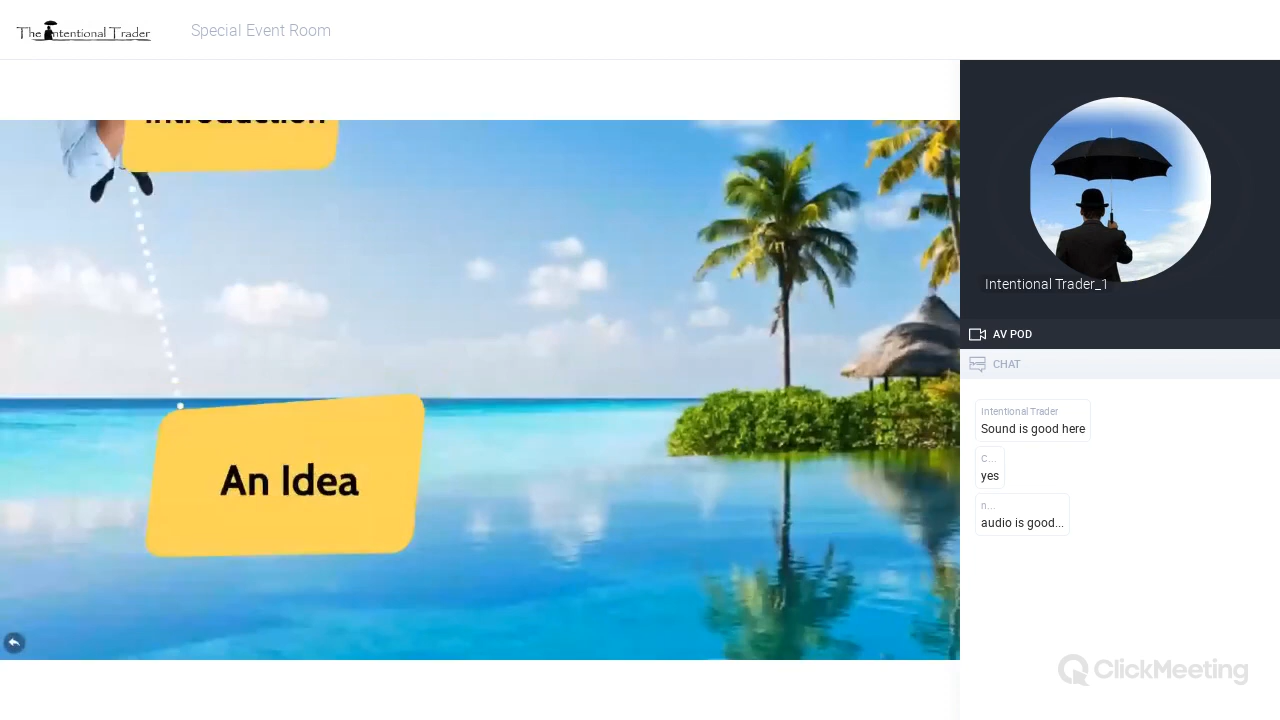 The Intentional Trader
Special Event Room
Introduction
An Idea
Intentional Trader_1
AV POD
CHAT
Intentional Trader
Sound is good here
C...
yes
n...
audio is good...
ClickMeeting